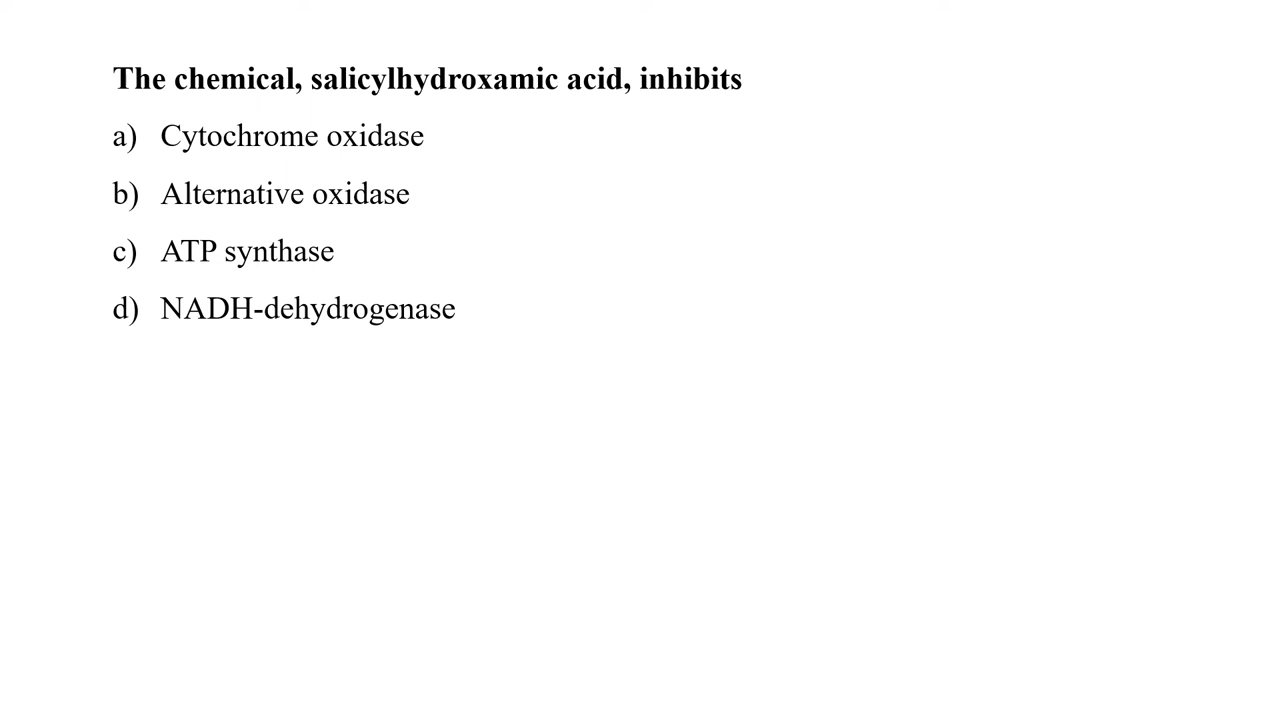 The chemical, salicylhydroxamic acid, inhibits
a) Cytochrome oxidase
b) Alternative oxidase
c) ATP synthase
d) NADH-dehydrogenase